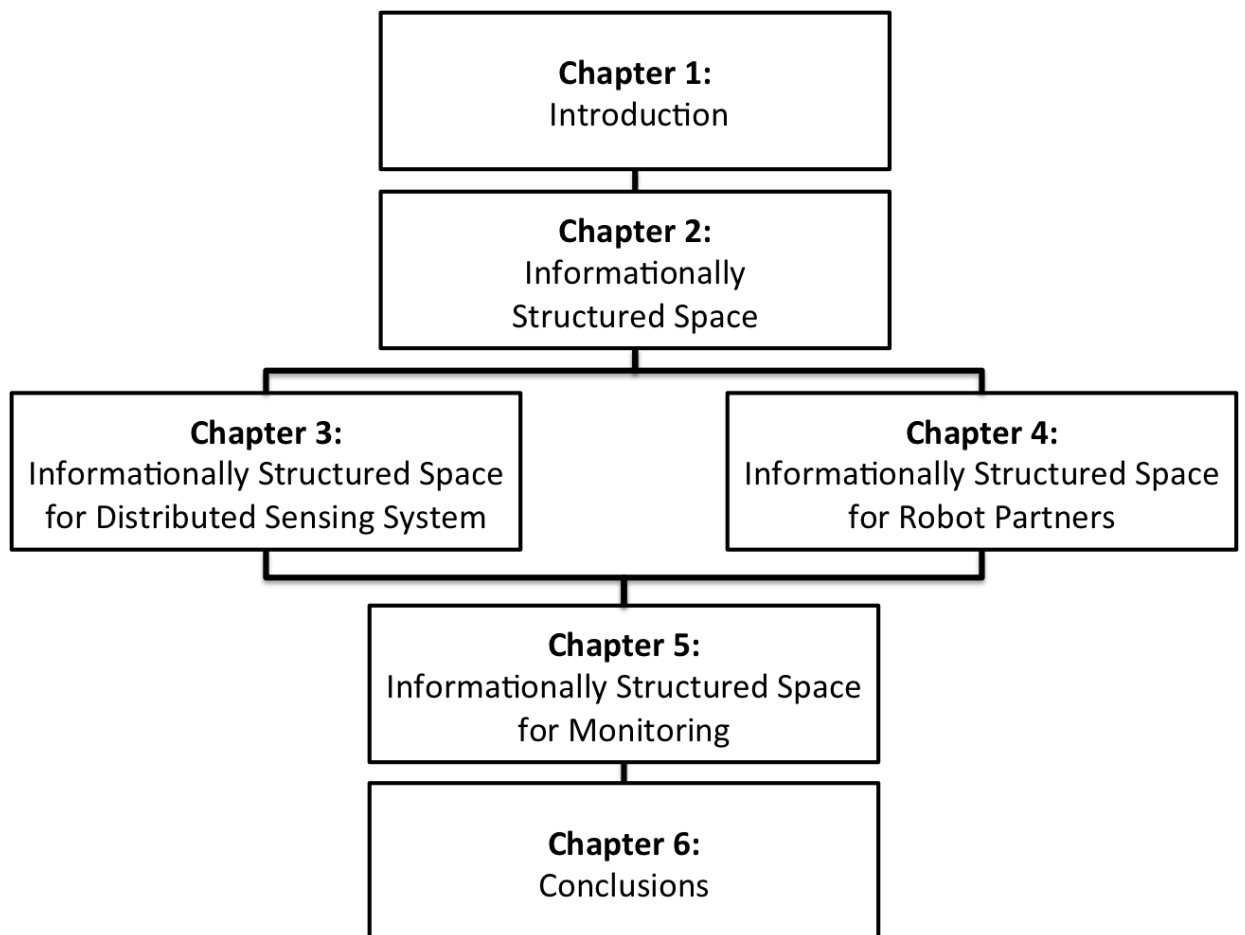 Chapter 1:
Introduction
Chapter 2:
Informationally
Structured Space
Chapter 3:
Informationally Structured Space
for Distributed Sensing System
Chapter 4:
Informationally Structured Space
for Robot Partners
Chapter 5:
Informationally Structured Space
for Monitoring
Chapter 6:
Conclusions